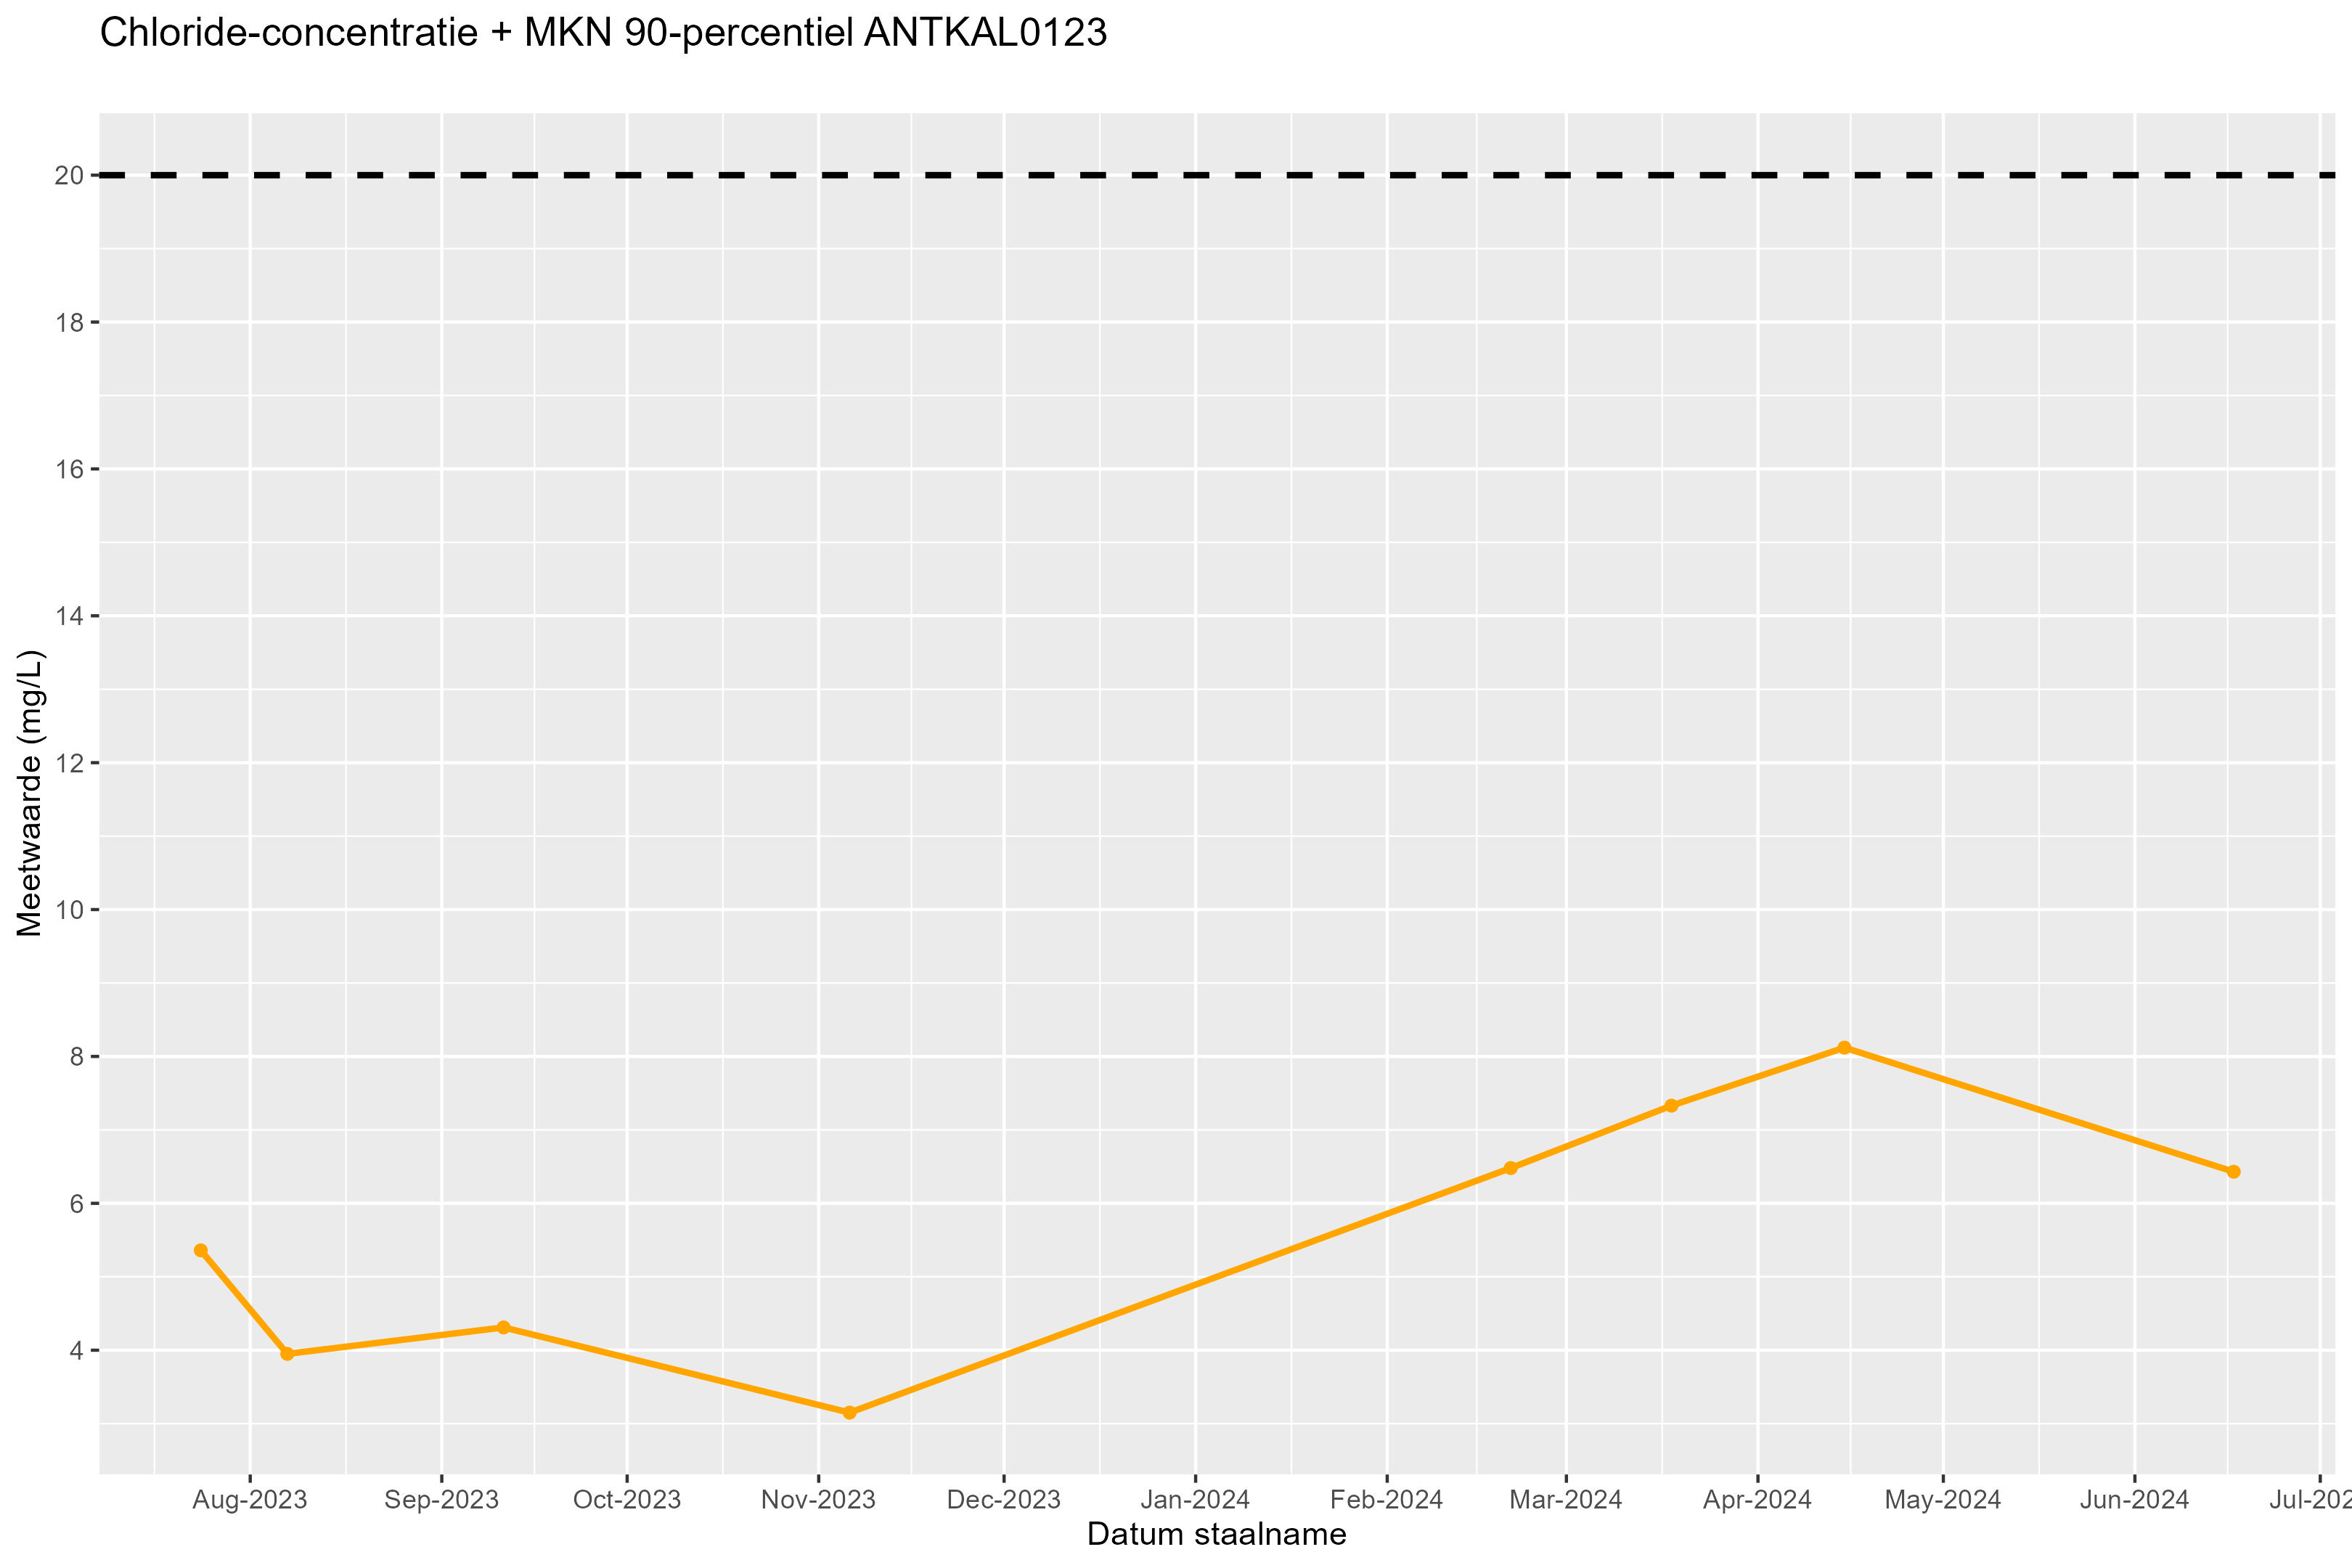 Chloride-concentratie + MKN 90-percentiel ANTKAL0123
Meetwaarde (mg/L)
20
18
16
14
12
10
8
6
4
Aug-2023 Sep-2023 Oct-2023 Nov-2023 Dec-2023 Jan-2024 Feb-2024 Mar-2024 Apr-2024 May-2024 Jun-2024 Jul-202
Datum staalname